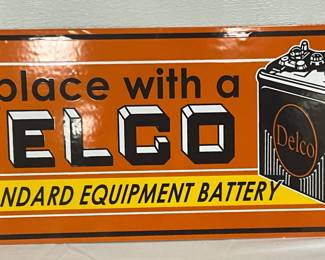 place with a
ELCO
NDARD EQUIPMENT BATTERY
Delco